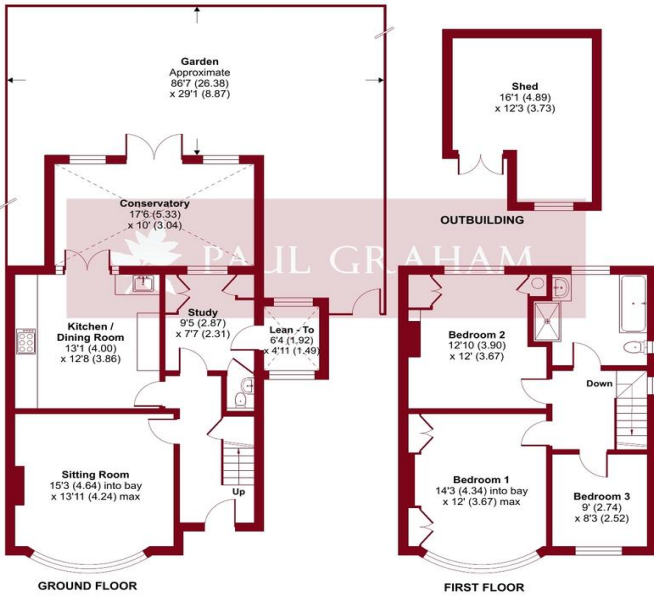 Garden
Approximate
86'7 (26.38)
x 29'1 (8.87)
Shed
16'1 (4.89)
x 12'3 (3.73)
Conservatory
17'6 (5.33)
x 10' (3.04)
OUTBUILDING
PAUL GRAHAM
Kitchen /
Dining Room
13'1 (4.00)
x 12'8 (3.86)
Study
9'5 (2.87)
x 7'7 (2.31)
Lean - To
6'4 (1.92)
x 4'11 (1.49)
Bedroom 2
12'10 (3.90)
x 12' (3.67)
Down
Sitting Room
15'3 (4.64) into bay
x 13'11 (4.24) max
Up
Bedroom 1
14'3 (4.34) into bay
x 12' (3.67) max
Bedroom 3
9' (2.74)
x 8'3 (2.52)
GROUND FLOOR
FIRST FLOOR